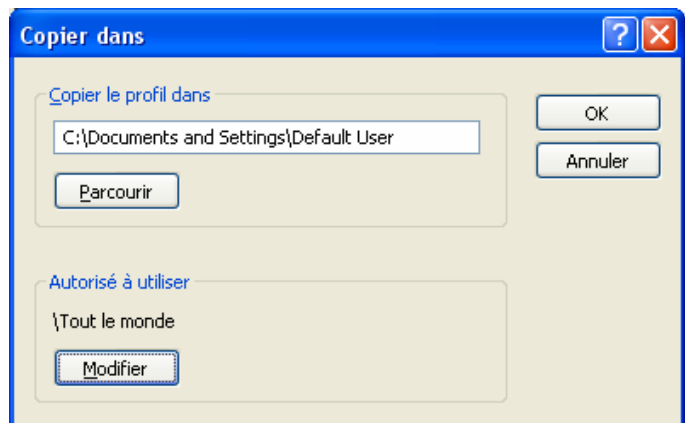 Copier dans
Copier le profil dans
C:\Documents and Settings\Default User
Parcourir
OK
Annuler
Autorisé à utiliser
\Tout le monde
Modifier